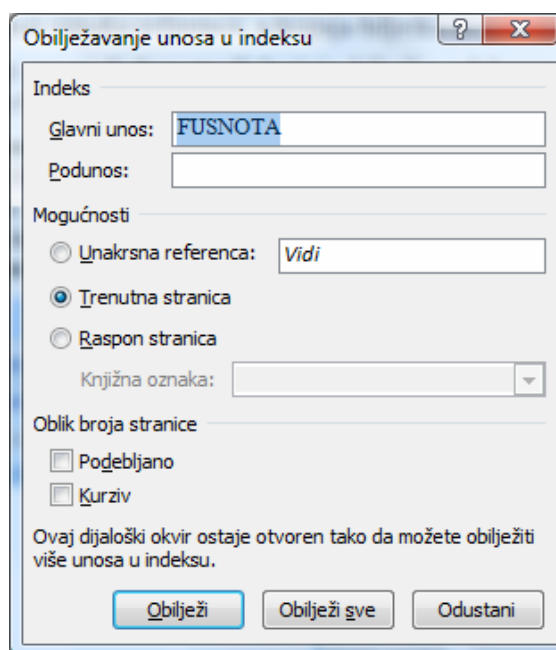 Obilježavanje unosa u indeksu
Indeks
Glavni unos: FUSNOTA
Podunos:
Mogućnosti
Unakrsna referenca: Vidi
Trenutna stranica
Raspon stranica
Knjižna oznaka:
Oblik broja stranice
Podebljano
Kurziv
Ovaj dijaloški okvir ostaje otvoren tako da možete obilježiti
više unosa u indeksu.
Obilježi Obilježi sve Odustani